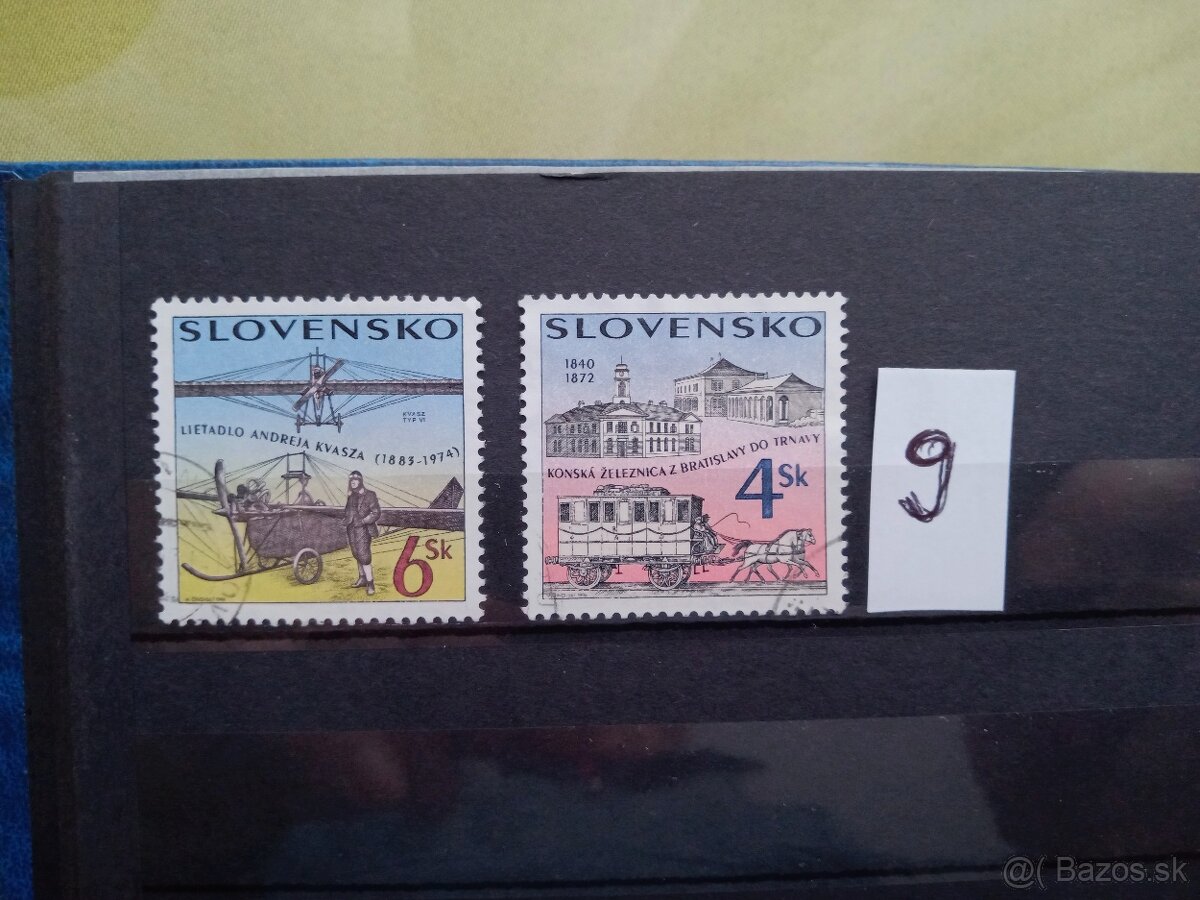 SLOVENSKO
KVASZ
TYP VI
LIETADLO ANDREJA KVASZA (1883-1974)
6Sk
SLOVENSKO
1840
1872
KONSKÁ ŽELEZNICA Z BRATISLAVY DO TRNAVY
4Sk
9
@( Bazos.sk